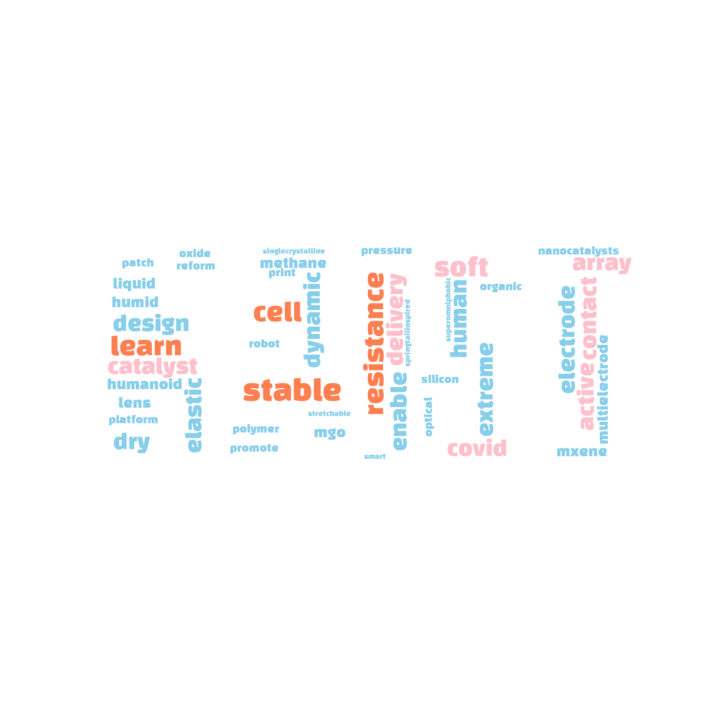 singlecrystalline
pressure
nanocatalysts
oxide
patch
reform
methane
print
soft
array
liquid
humid
design
learn
catalyst
humanoid
lens
platform
dry
elastic
cell
dynamic
robot
stable
stretchable
polymer
mgo
promote
resistance
delivery
springtailinspired
enable
smart
superomniphobic
human
organic
silicon
optical
extreme
covid
electrode
contact
active
multielectrode
mxene